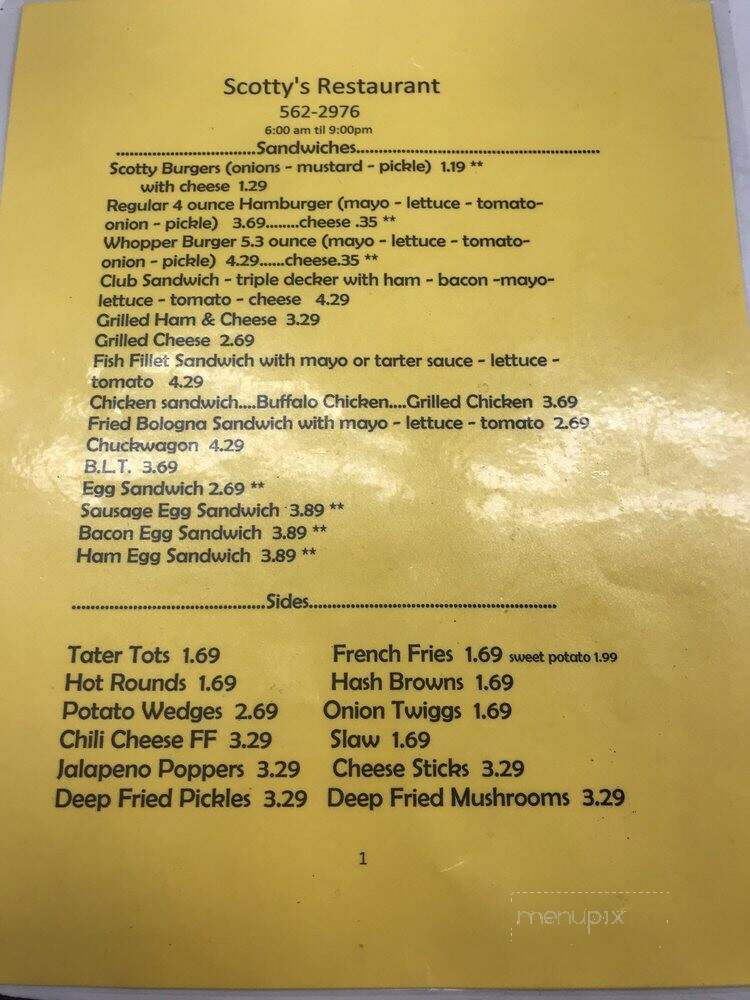 Scotty's Restaurant
562-2976
6:00 am til 9:00pm
..............................Sandwiches....................................................
Scotty Burgers (onions - mustard - pickle) 1.19 **
with cheese 1.29
Regular 4 ounce Hamburger (mayo - lettuce - tomato-
onion - pickle) 3.69........cheese .35 **
Whopper Burger 5.3 ounce (mayo - lettuce - tomato-
onion - pickle) 4.29......cheese.35 **
Club Sandwich - triple decker with ham - bacon -mayo-
lettuce - tomato - cheese 4.29
Grilled Ham & Cheese 3.29
Grilled Cheese 2.69
Fish Fillet Sandwich with mayo or tarter sauce - lettuce -
tomato 4.29
Chicken sandwich....Buffalo Chicken....Grilled Chicken 3.69
Fried Bologna Sandwich with mayo - lettuce - tomato 2.69
Chuckwagon 4.29
B.L.T. 3.69
Egg Sandwich 2.69 **
Sausage Egg Sandwich 3.89 **
Bacon Egg Sandwich 3.89 **
Ham Egg Sandwich 3.89 **
..........................................Sides......................................................
Tater Tots 1.69 French Fries 1.69 sweet potato 1.99
Hot Rounds 1.69 Hash Browns 1.69
Potato Wedges 2.69 Onion Twiggs 1.69
Chili Cheese FF 3.29 Slaw 1.69
Jalapeno Poppers 3.29 Cheese Sticks 3.29
Deep Fried Pickles 3.29 Deep Fried Mushrooms 3.29
1
menupix